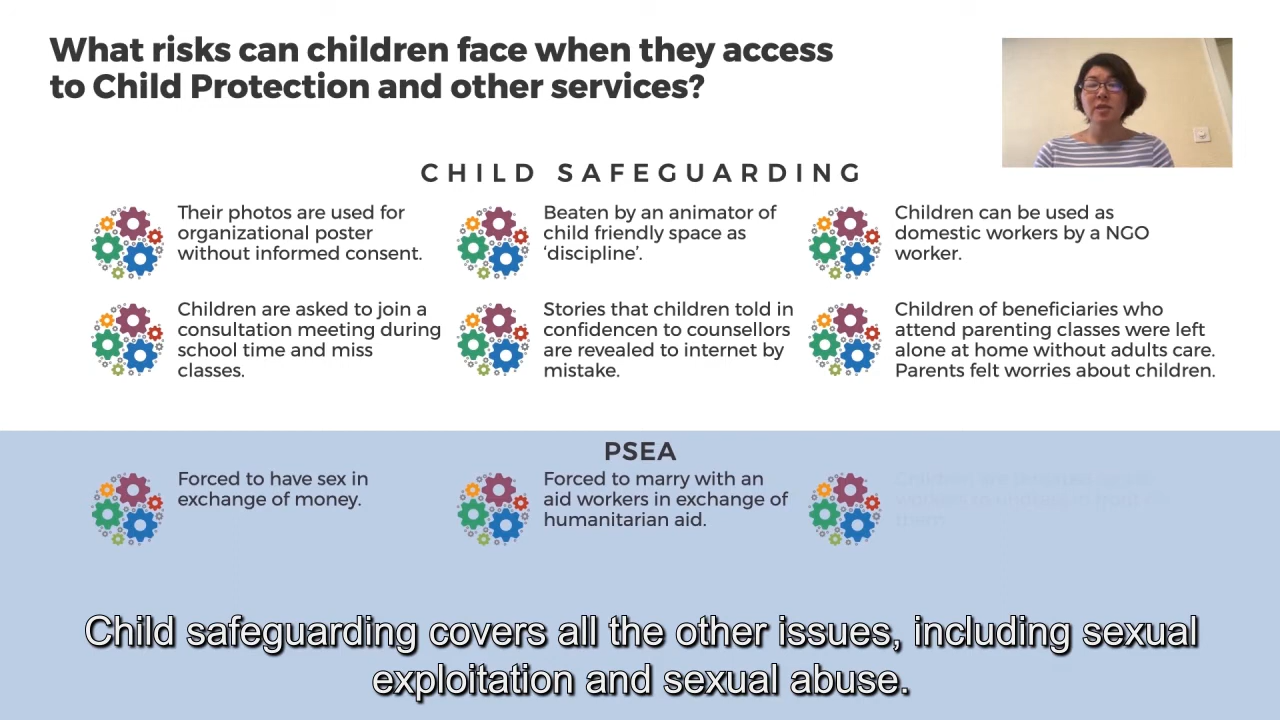 What risks can children face when they access
to Child Protection and other services?
CHILD SAFEGUARDING
Their photos are used for
organizational poster
without informed consent.
Beaten by an animator of
child friendly space as
‘discipline’.
Children can be used as
domestic workers by a NGO
worker.
Children are asked to join a
consultation meeting during
school time and miss
classes.
Stories that children told in
confidencen to counsellors
are revealed to internet by
mistake.
Children of beneficiaries who
attend parenting classes were left
alone at home without adults care.
Parents felt worries about children.
PSEA
Forced to have sex in
exchange of money.
Forced to marry with an
aid workers in exchange of
humanitarian aid.
Child safeguarding covers all the other issues, including sexual
exploitation and sexual abuse.